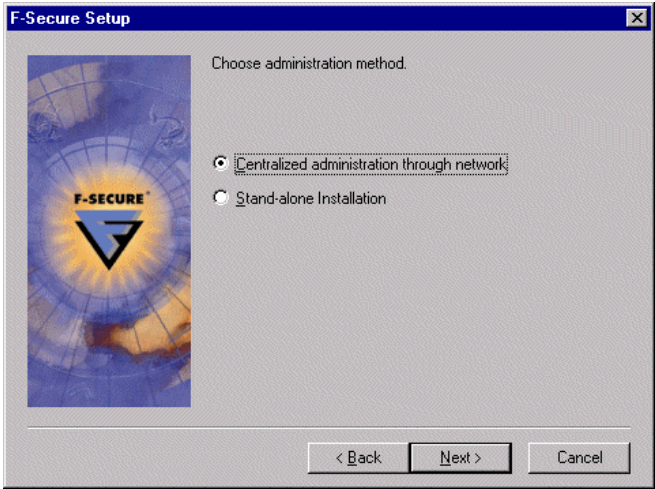 F-Secure Setup
Choose administration method.
Centralized administration through network
Stand-alone Installation
F-SECURE®
< Back
Next >
Cancel